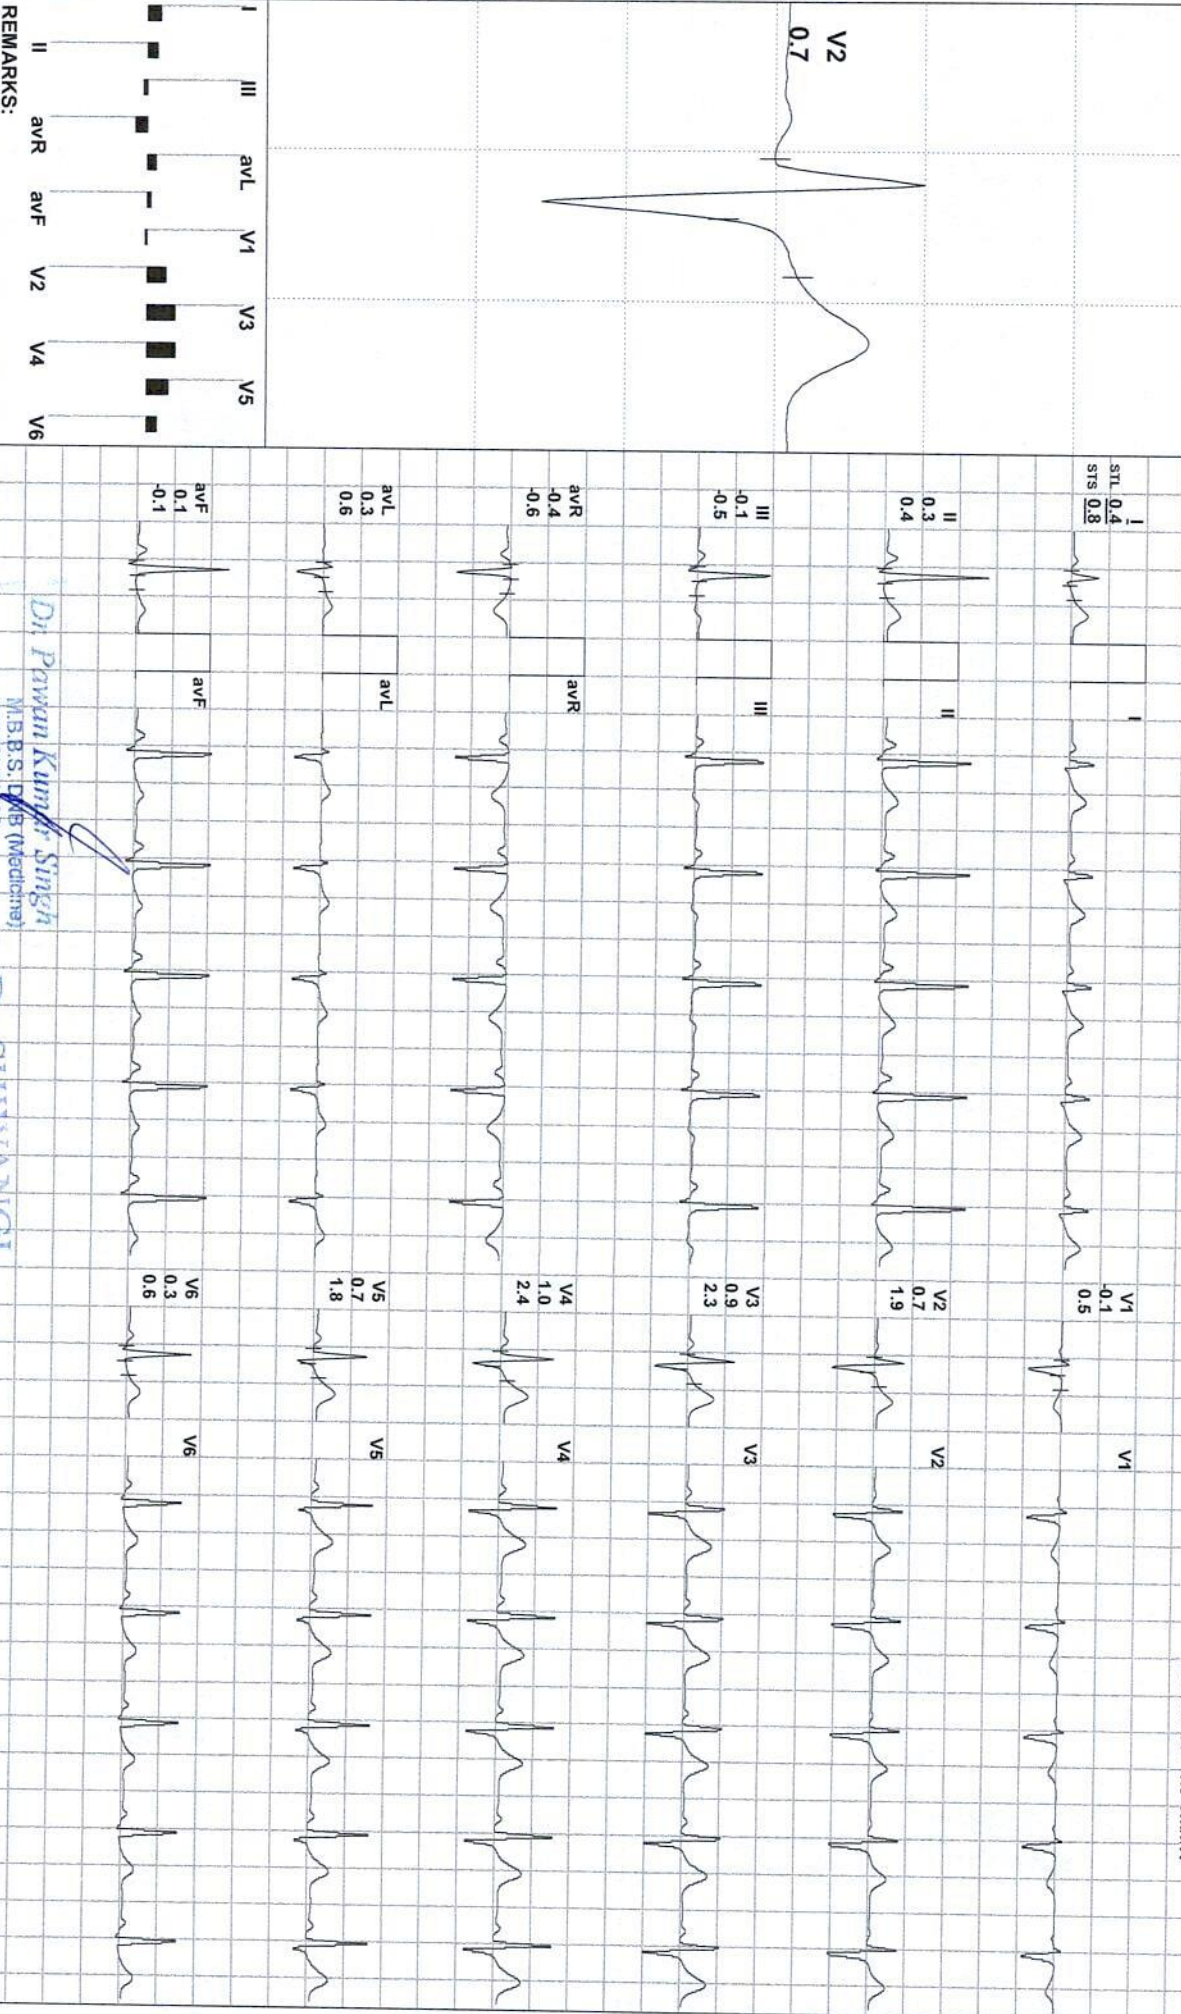 V2
0.7
I
STL 0.4
STS 0.8
I
V1
-0.1
0.5
V1
II
0.3
0.4
II
V2
0.7
1.9
V2
III
-0.1
-0.5
III
V3
0.9
2.3
V3
avR
-0.4
-0.6
avR
V4
1.0
2.4
V4
avL
0.3
0.6
avL
V5
0.7
1.8
V5
avF
0.1
-0.1
avF
V6
0.3
0.6
V6
I III avL V1 V3 V5
II avR avF V2 V4 V6
REMARKS:
Dr. Pawan Kumar Singh
M.B.B.S. DNB (Medicine)